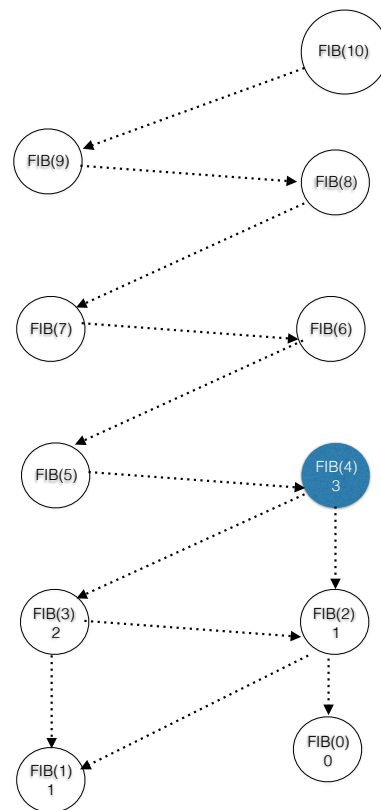 FIB(10)
FIB(9)
FIB(8)
FIB(7)
FIB(6)
FIB(5)
FIB(4)
3
FIB(3)
2
FIB(2)
1
FIB(1)
1
FIB(0)
0